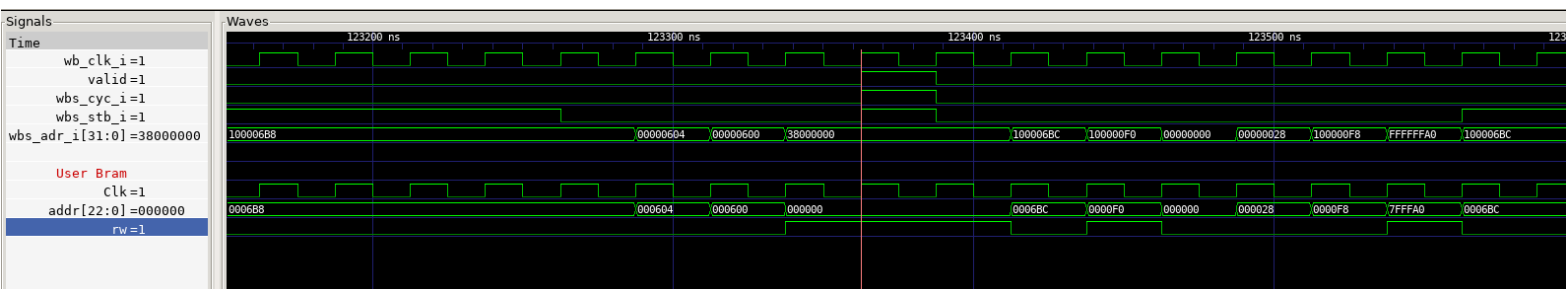 Signals Waves
Time 123200 ns 123300 ns 123400 ns 123500 ns 123
wb_clk_i=1
valid=1
wbs_cyc_i=1
wbs_stb_i=1
wbs_adr_i[31:0]=38000000 100006B8 00000604 00000600 38000000 100006BC 100000F0 00000000 00000028 100000F8 FFFFFFA0 100006BC
User Bram
Clk=1
addr[22:0]=000000 0006B8 000604 000600 000000 0006BC 0000F0 000000 000028 0000F8 7FFFA0 0006BC
rw=1